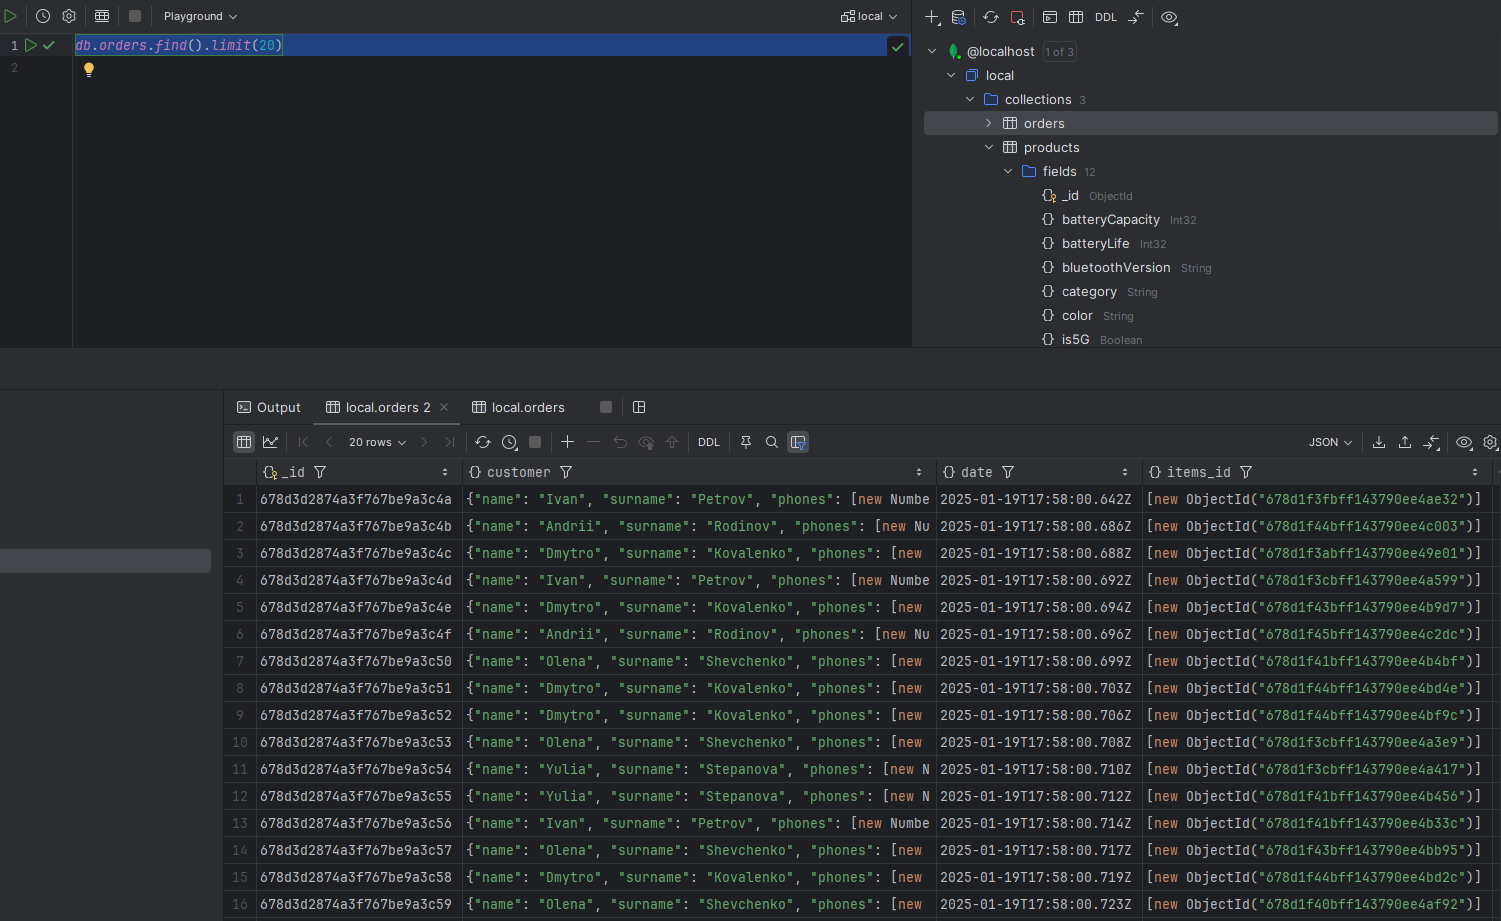 Playground
local
DDL
1 db.orders.find().limit(20)
2
@localhost 1 of 3
local
collections 3
orders
products
fields 12
_id ObjectId
batteryCapacity Int32
batteryLife Int32
bluetoothVersion String
category String
color String
is5G Boolean
Output local.orders 2 local.orders
20 rows DDL JSON
_id customer date items_id
1 678d3d2874a3f767be9a3c4a {"name": "Ivan", "surname": "Petrov", "phones": [new Numbe 2025-01-19T17:58:00.642Z [new ObjectId("678d1f3fbff143790ee4ae32")]
2 678d3d2874a3f767be9a3c4b {"name": "Andrii", "surname": "Rodinov", "phones": [new Nu 2025-01-19T17:58:00.686Z [new ObjectId("678d1f44bff143790ee4c003")]
3 678d3d2874a3f767be9a3c4c {"name": "Dmytro", "surname": "Kovalenko", "phones": [new 2025-01-19T17:58:00.688Z [new ObjectId("678d1f3abff143790ee49e01")]
4 678d3d2874a3f767be9a3c4d {"name": "Ivan", "surname": "Petrov", "phones": [new Numbe 2025-01-19T17:58:00.692Z [new ObjectId("678d1f3cbff143790ee4a599")]
5 678d3d2874a3f767be9a3c4e {"name": "Dmytro", "surname": "Kovalenko", "phones": [new 2025-01-19T17:58:00.694Z [new ObjectId("678d1f43bff143790ee4b9d7")]
6 678d3d2874a3f767be9a3c4f {"name": "Andrii", "surname": "Rodinov", "phones": [new Nu 2025-01-19T17:58:00.696Z [new ObjectId("678d1f45bff143790ee4c2dc")]
7 678d3d2874a3f767be9a3c50 {"name": "Olena", "surname": "Shevchenko", "phones": [new 2025-01-19T17:58:00.699Z [new ObjectId("678d1f41bff143790ee4b4bf")]
8 678d3d2874a3f767be9a3c51 {"name": "Dmytro", "surname": "Kovalenko", "phones": [new 2025-01-19T17:58:00.703Z [new ObjectId("678d1f44bff143790ee4bd4e")]
9 678d3d2874a3f767be9a3c52 {"name": "Dmytro", "surname": "Kovalenko", "phones": [new 2025-01-19T17:58:00.706Z [new ObjectId("678d1f44bff143790ee4bf9c")]
10 678d3d2874a3f767be9a3c53 {"name": "Olena", "surname": "Shevchenko", "phones": [new 2025-01-19T17:58:00.708Z [new ObjectId("678d1f3cbff143790ee4a3e9")]
11 678d3d2874a3f767be9a3c54 {"name": "Yulia", "surname": "Stepanova", "phones": [new N 2025-01-19T17:58:00.710Z [new ObjectId("678d1f3cbff143790ee4a417")]
12 678d3d2874a3f767be9a3c55 {"name": "Yulia", "surname": "Stepanova", "phones": [new N 2025-01-19T17:58:00.712Z [new ObjectId("678d1f41bff143790ee4b456")]
13 678d3d2874a3f767be9a3c56 {"name": "Ivan", "surname": "Petrov", "phones": [new Numbe 2025-01-19T17:58:00.714Z [new ObjectId("678d1f41bff143790ee4b33c")]
14 678d3d2874a3f767be9a3c57 {"name": "Olena", "surname": "Shevchenko", "phones": [new 2025-01-19T17:58:00.717Z [new ObjectId("678d1f43bff143790ee4bb95")]
15 678d3d2874a3f767be9a3c58 {"name": "Dmytro", "surname": "Kovalenko", "phones": [new 2025-01-19T17:58:00.719Z [new ObjectId("678d1f44bff143790ee4bd2c")]
16 678d3d2874a3f767be9a3c59 {"name": "Olena", "surname": "Shevchenko", "phones": [new 2025-01-19T17:58:00.723Z [new ObjectId("678d1f40bff143790ee4af92")]